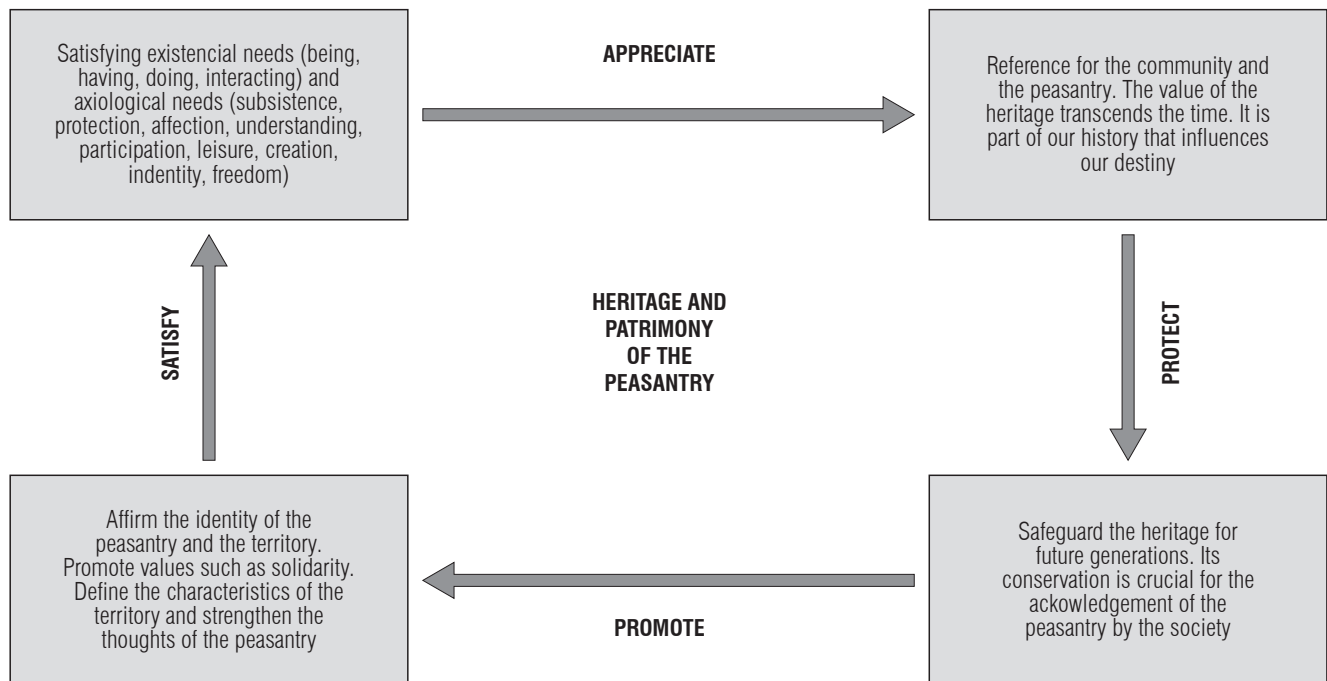 Satisfying existencial needs (being,
having, doing, interacting) and
axiological needs (subsistence,
protection, affection, understanding,
participation, leisure, creation,
indentity, freedom)
APPRECIATE
Reference for the community and
the peasantry. The value of the
heritage transcends the time. It is
part of our history that influences
our destiny
SATISFY
HERITAGE AND
PATRIMONY
OF THE
PEASANTRY
PROTECT
Affirm the identity of the
peasantry and the territory.
Promote values such as solidarity.
Define the characteristics of the
territory and strengthen the
thoughts of the peasantry
PROMOTE
Safeguard the heritage for
future generations. Its
conservation is crucial for the
ackowledgement of the
peasantry by the society